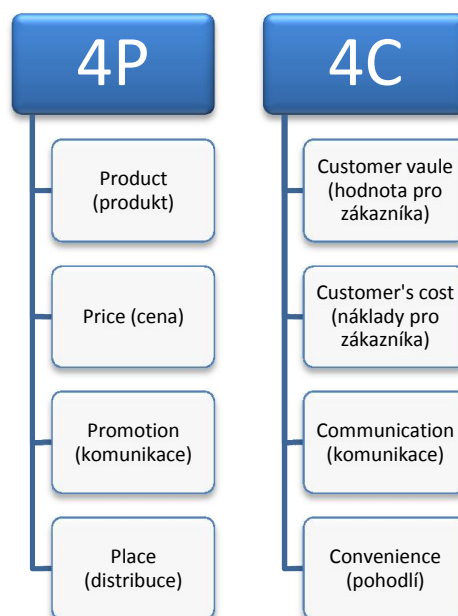 4P
Product
(produkt)
Price (cena)
Promotion
(komunikace)
Place
(distribuce)
4C
Customer vaule
(hodnota pro
zákazníka)
Customer's cost
(náklady pro
zákazníka)
Communication
(komunikace)
Convenience
(pohodlí)